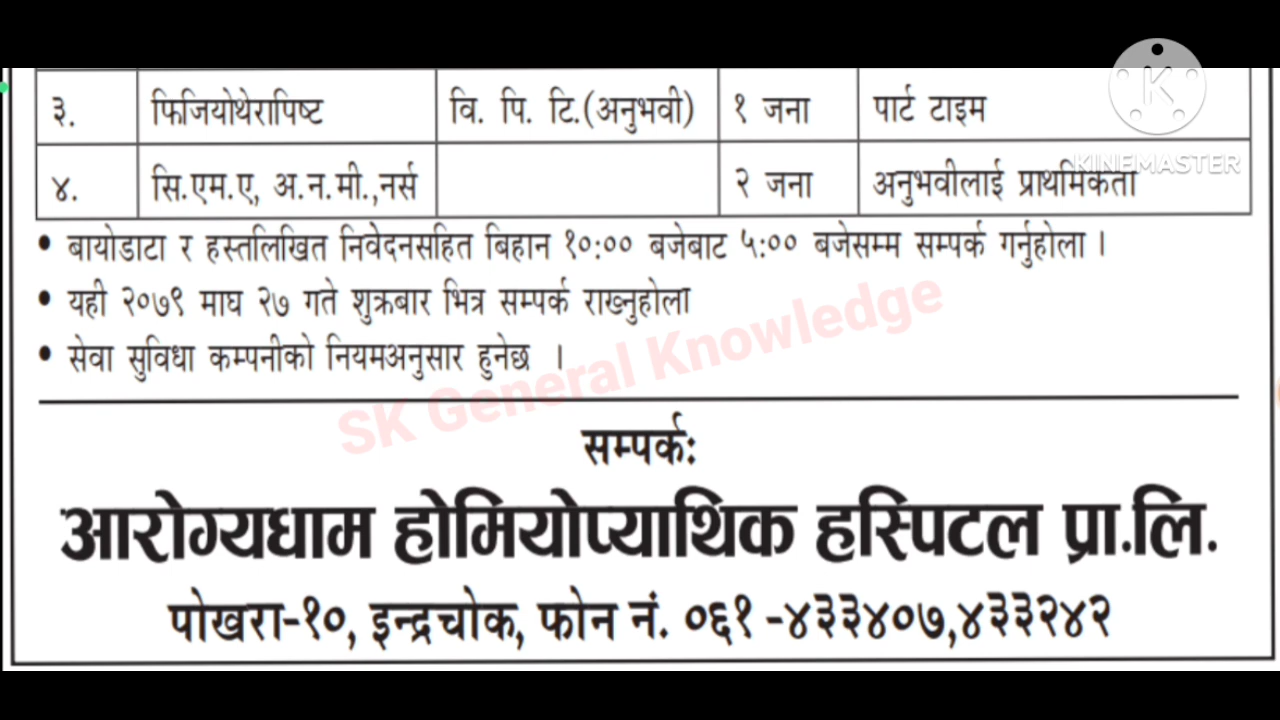 ३. फिजियोथेरापिष्ट वि. पि. टि.(अनुभवी) १ जना पार्ट टाइम
KINEMASTER
४. सि.एम.ए, अ.न.मी.,नर्स २ जना अनुभवीलाई प्राथमिकता
• बायोडाटा र हस्तलिखित निवेदनसहित बिहान १०:०० बजेबाट ५:०० बजेसम्म सम्पर्क गर्नुहोला ।
• यही २०७९ माघ २७ गते शुक्रबार भित्र सम्पर्क राख्नुहोला
• सेवा सुविधा कम्पनीको नियमअनुसार हुनेछ ।
SK General Knowledge
सम्पर्कः
आरोग्यधाम होमियोप्याथिक हस्पिटल प्रा.लि.
पोखरा-१०, इन्द्रचोक, फोन नं. ०६१ -४३३४०७,४३३२४२